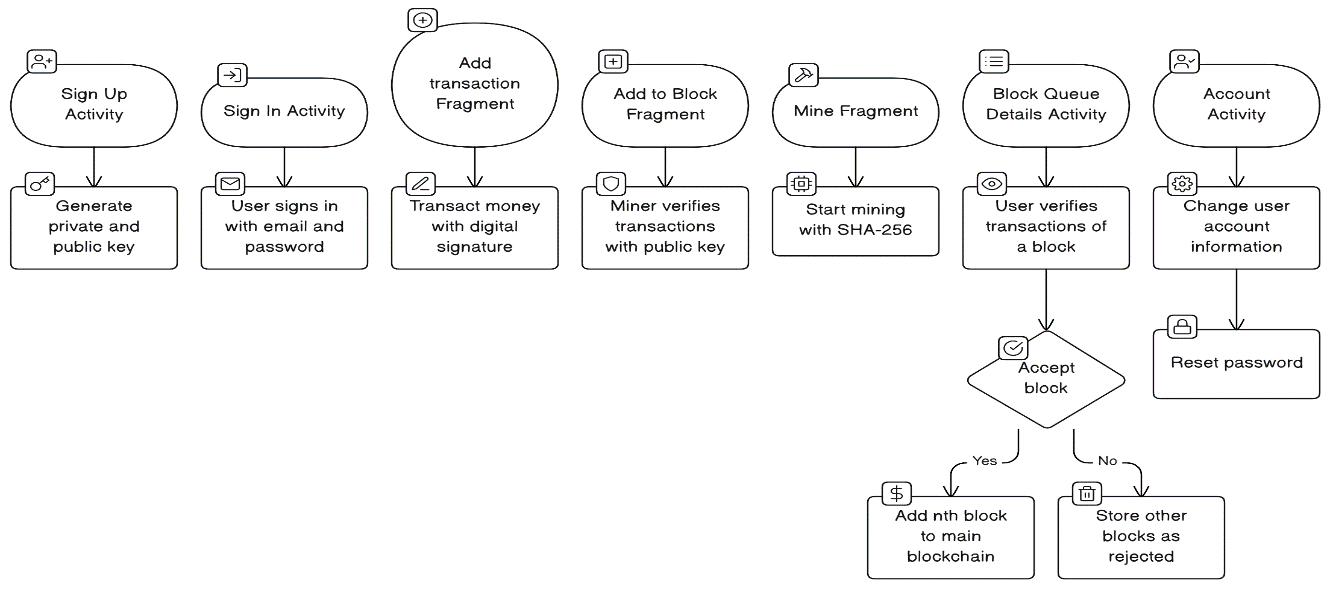 Sign Up
Activity
Sign In Activity
Add
transaction
Fragment
Add to Block
Fragment
Mine Fragment
Block Queue
Details Activity
Account
Activity
Generate
private and
public key
User signs in
with email and
password
Transact money
with digital
signature
Miner verifies
transactions
with public key
Start mining
with SHA-256
User verifies
transactions of
a block
Change user
account
information
Accept
block
Reset password
Yes
No
Add nth block
to main
blockchain
Store other
blocks as
rejected